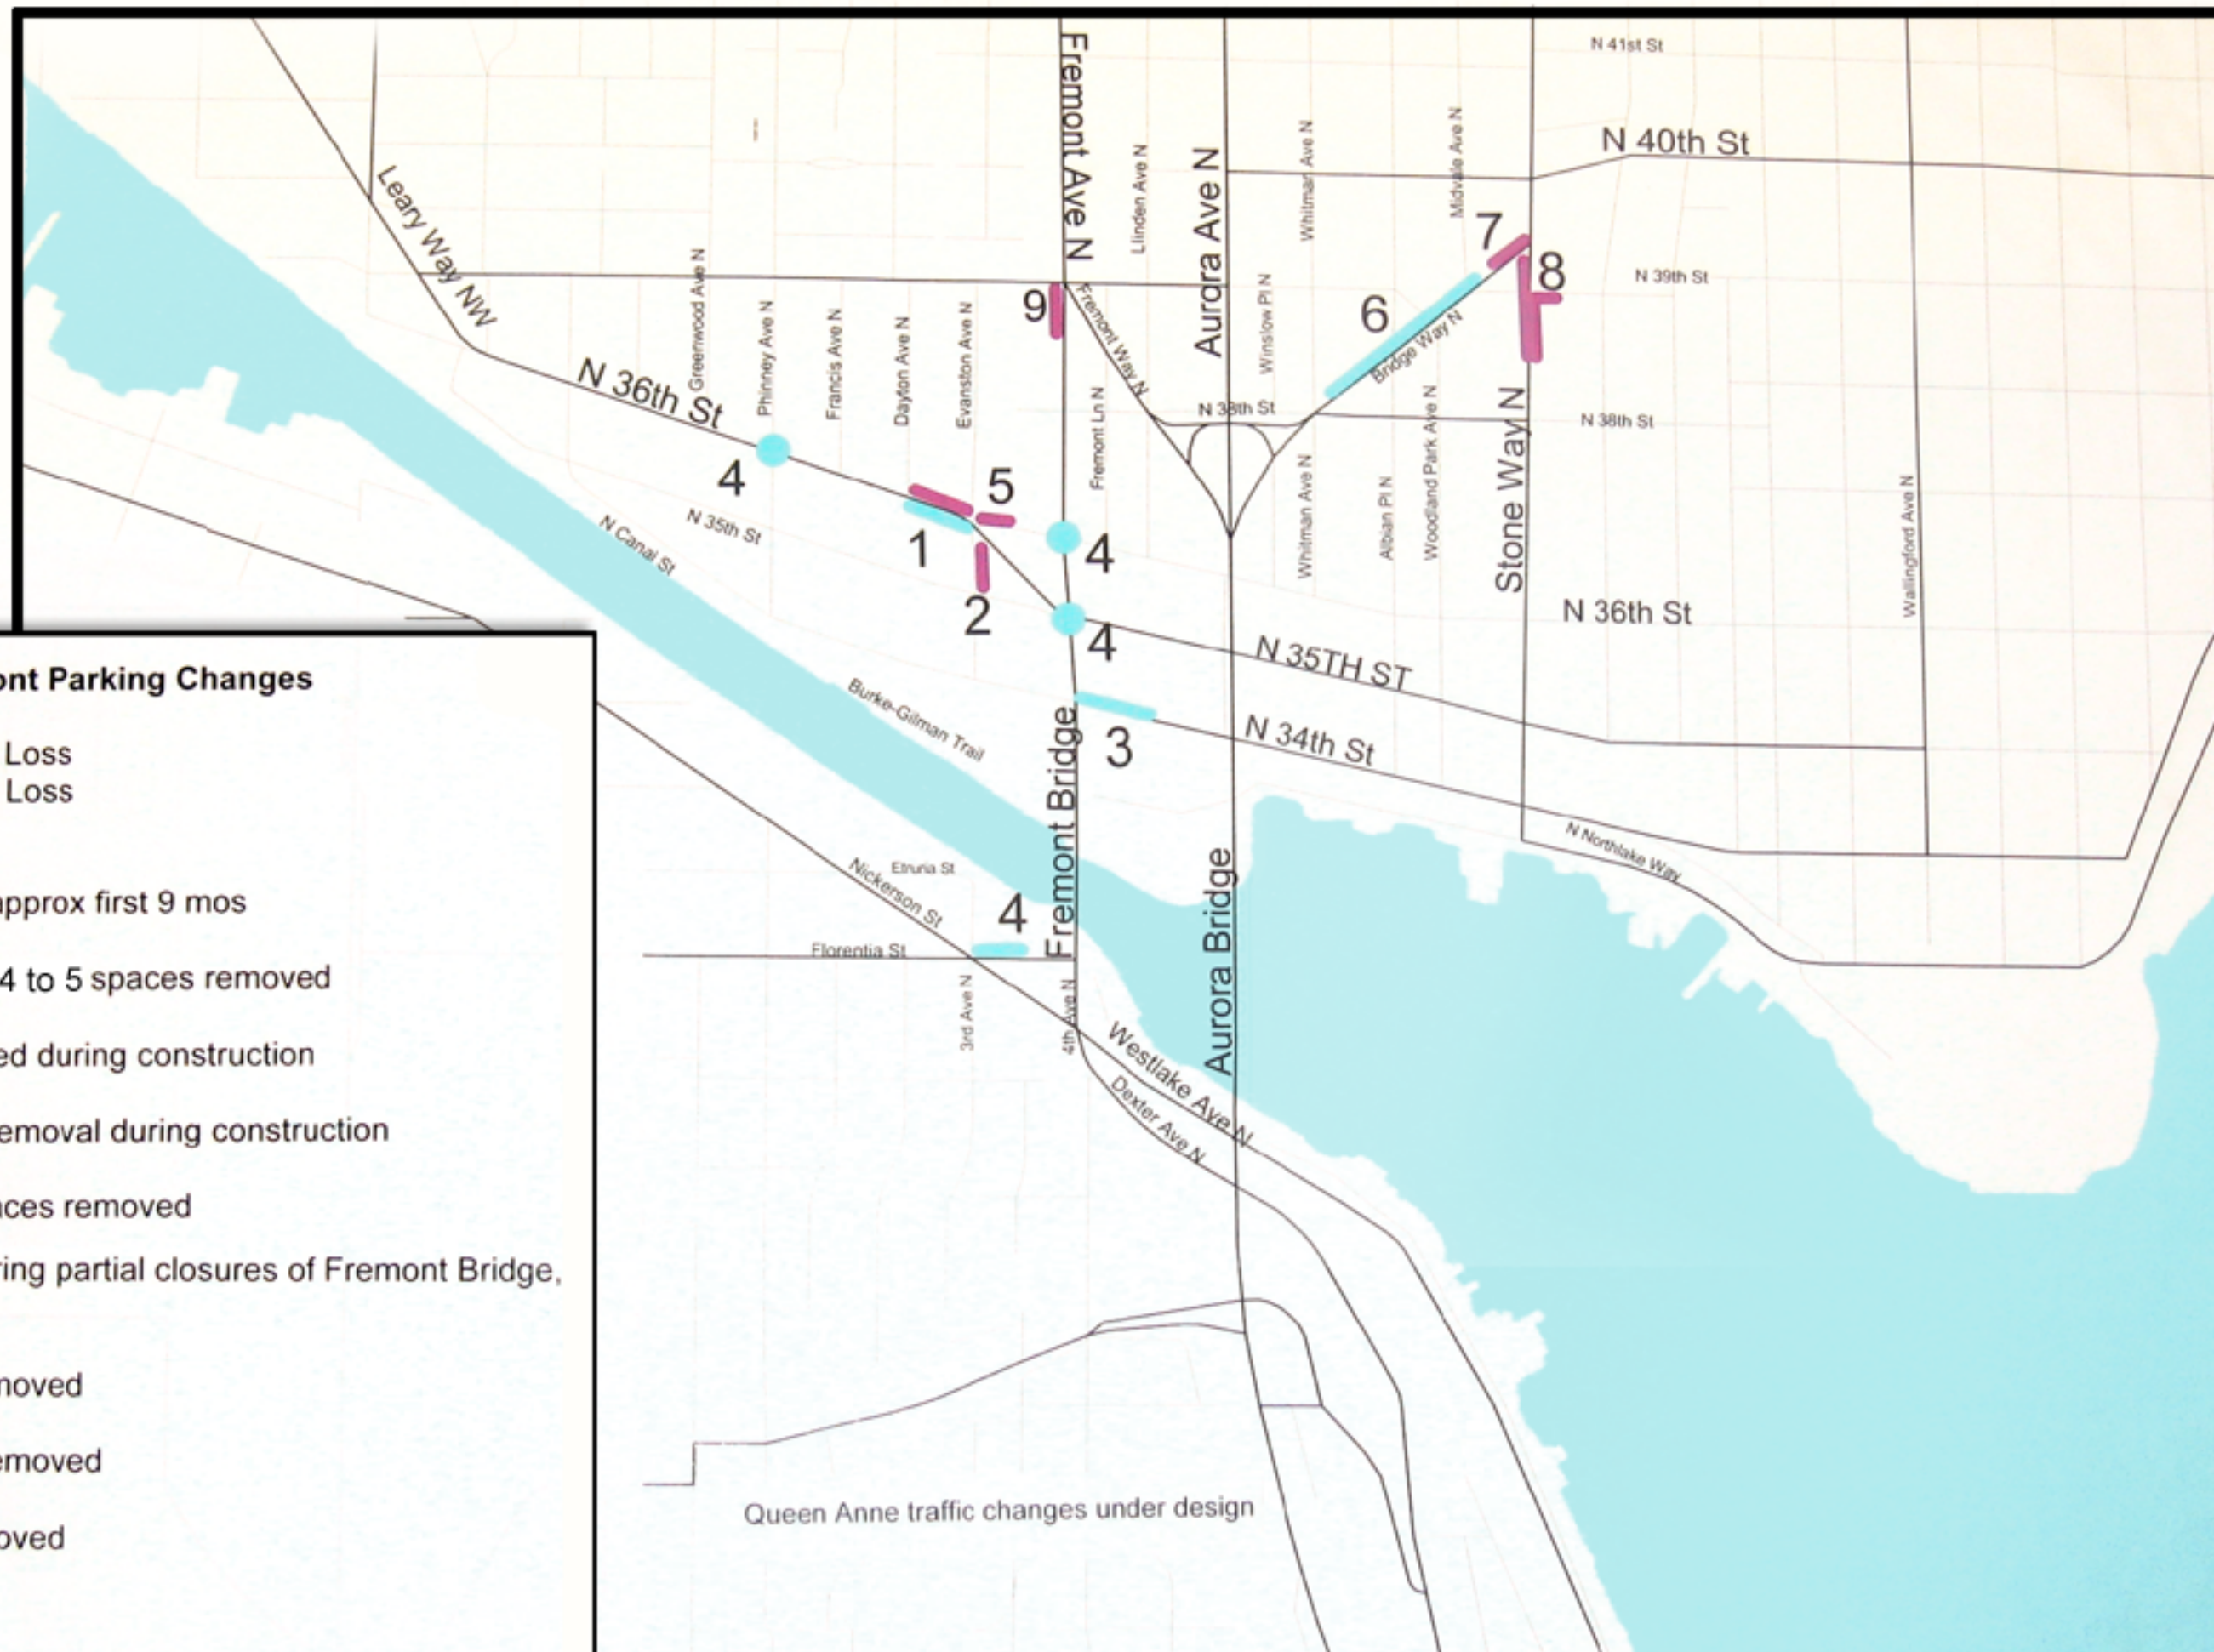 N 41st St
N 40th St
Fremont Ave N
Aurora Ave N
Llinden Ave N
Whitman Ave N
Midvale Ave N
Leary Way NW
7
8
N 39th St
Greenwood Ave N
Phinney Ave N
Francis Ave N
Dayton Ave N
Evanston Ave N
9
Fremont Way N
Winslow Pl N
6
Bridge Way N
N 36th St
Fremont Ln N
N 38th St
N 38th St
Whitman Ave N
Albian Pl N
Woodland Park Ave N
Stone Way N
Wallingford Ave N
4
5
1
N 35th St
N Canal St
4
2
4
N 36th St
N 35TH ST
N 34th St
3
Burke-Gilman Trail
Fremont Bridge
Aurora Bridge
N Northlake Way
Etruria St
Nickerson St
4
Florentia St
3rd Ave N
4th Ave N
Westlake Ave N
Dexter Ave N
Queen Anne traffic changes under design
ont Parking Changes
Loss
Loss
approx first 9 mos
4 to 5 spaces removed
ed during construction
emoval during construction
aces removed
ring partial closures of Fremont Bridge,
moved
emoved
oved